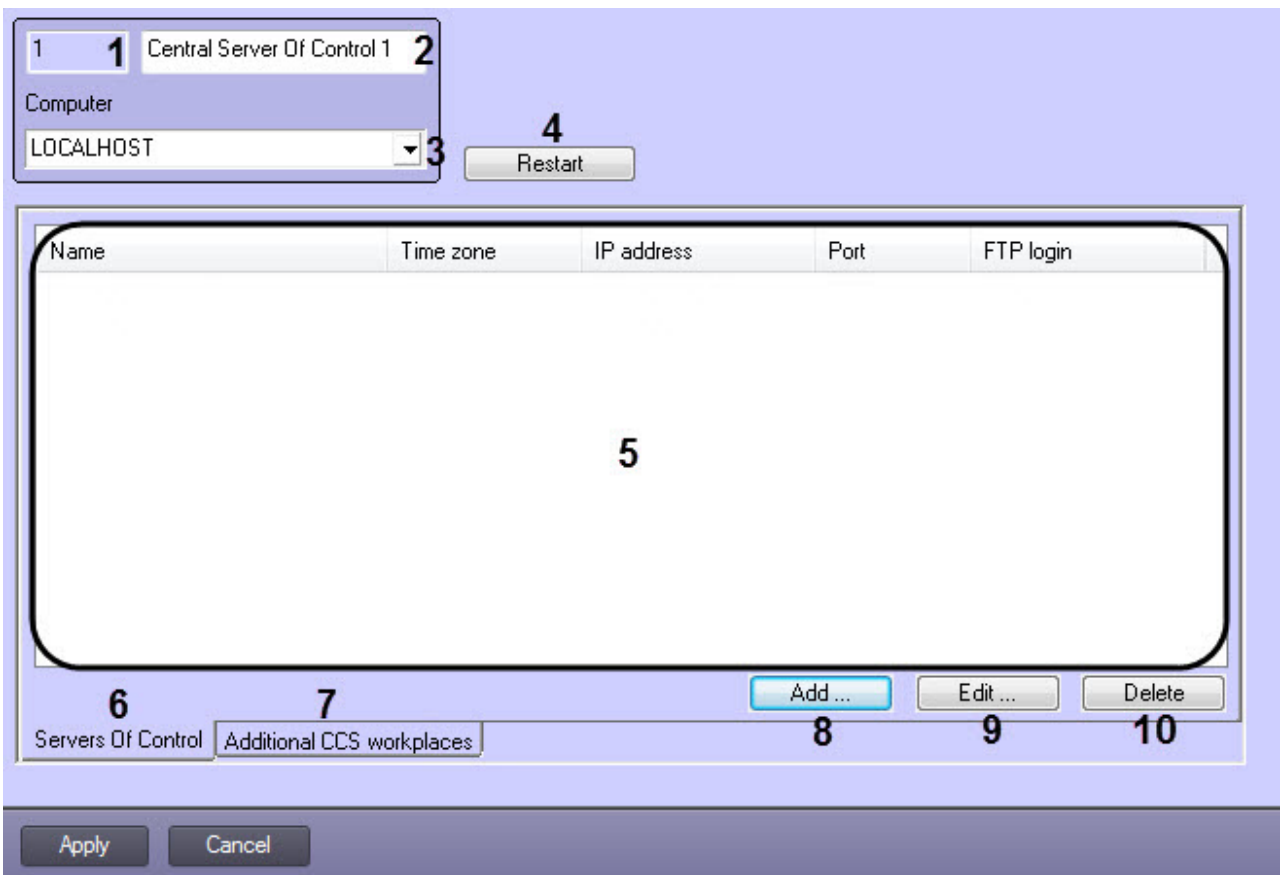 1 1 Central Server Of Control 1 2
Computer
LOCALHOST 3
4
Restart
Name Time zone IP address Port FTP login
5
Add ... Edit ... Delete
6 7 8 9 10
Servers Of Control Additional CCS workplaces
Apply Cancel